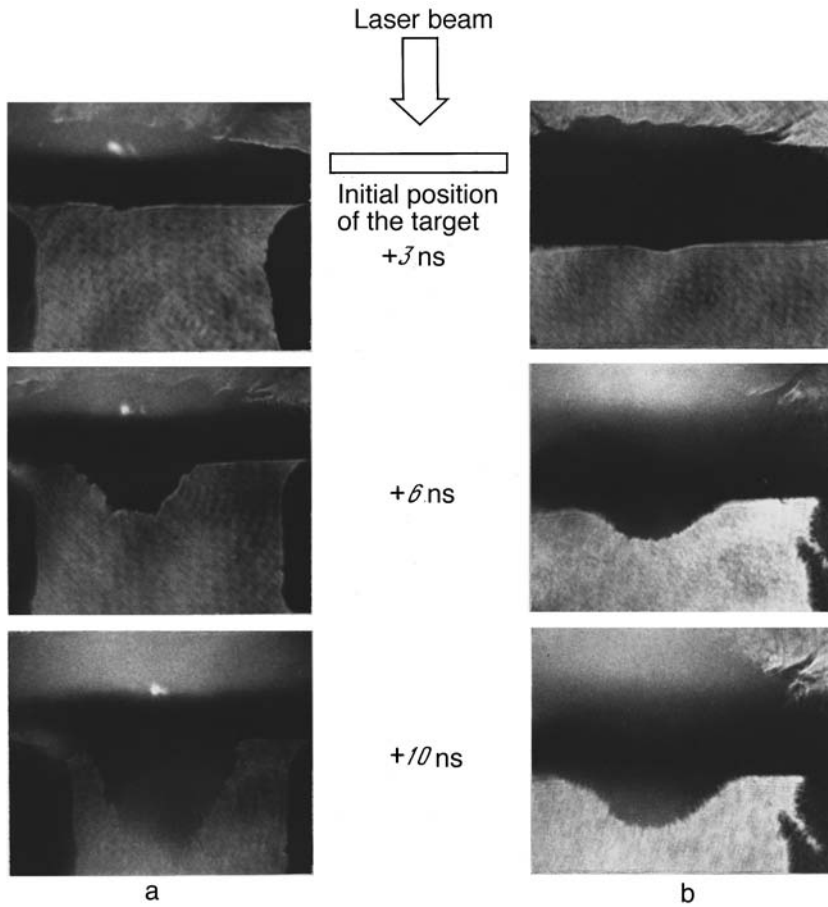 Laser beam
Initial position
of the target
+3 ns
+6 ns
+10 ns
a
b